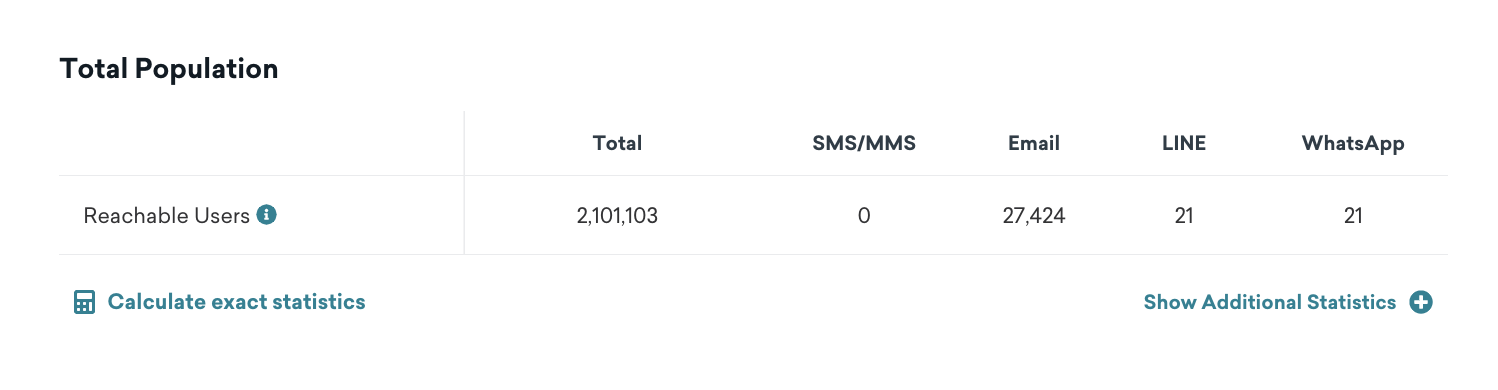 Total Population
Total SMS/MMS Email LINE WhatsApp
Reachable Users 2,101,103 0 27,424 21 21
Calculate exact statistics Show Additional Statistics